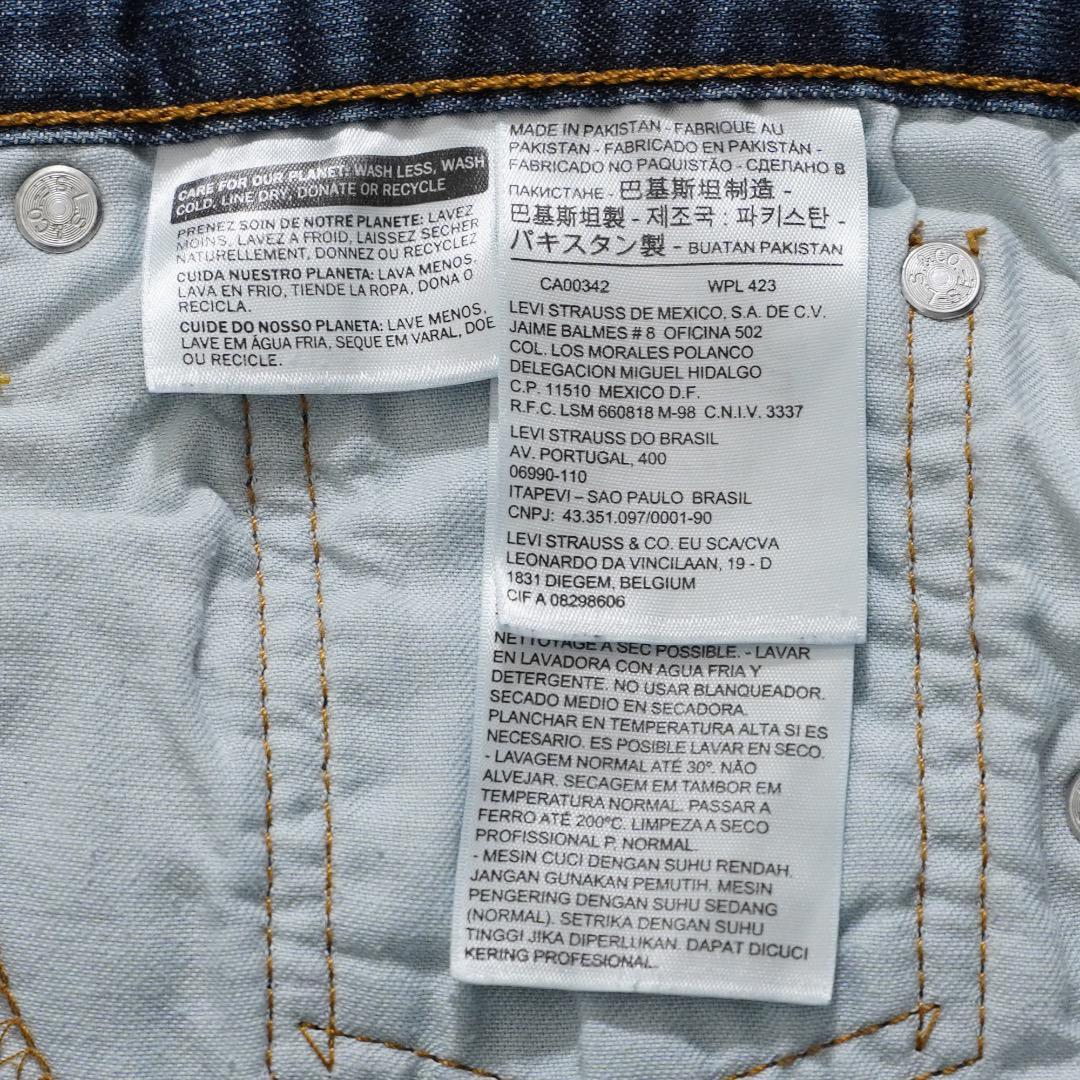 CARE FOR OUR PLANET: WASH LESS, WASH
COLD, LINE DRY, DONATE OR RECYCLE
PRENEZ SOIN DE NOTRE PLANETE: LAVEZ
MOINS, LAVEZ A FROID, LAISSEZ SECHER
NATURELLEMENT, DONNEZ OU RECYCLEZ
CUIDA NUESTRO PLANETA: LAVA MENOS,
LAVA EN FRIO, TIENDE LA ROPA, DONA O
RECICLA.
CUIDE DO NOSSO PLANETA: LAVE MENOS,
LAVE EM ÁGUA FRIA, SEQUE EM VARAL, DOE
OU RECICLE.
MADE IN PAKISTAN - FABRIQUE AU
PAKISTAN - FABRICADO EN PAKISTÁN -
FABRICADO NO PAQUISTÃO - СДЕЛАНО В
ПАКИСТАНЕ - 巴基斯坦制造 -
巴基斯坦製 - 제조국 : 파키스탄 -
パキスタン製 - BUATAN PAKISTAN
CA00342 WPL 423
LEVI STRAUSS DE MEXICO, S.A. DE C.V.
JAIME BALMES # 8 OFICINA 502
COL. LOS MORALES POLANCO
DELEGACION MIGUEL HIDALGO
C.P. 11510 MEXICO D.F.
R.F.C. LSM 660818 M-98 C.N.I.V. 3337
LEVI STRAUSS DO BRASIL
AV. PORTUGAL, 400
06990-110
ITAPEVI – SAO PAULO BRASIL
CNPJ: 43.351.097/0001-90
LEVI STRAUSS & CO. EU SCA/CVA
LEONARDO DA VINCILAAN, 19 - D
1831 DIEGEM, BELGIUM
CIF A 08298606
NETTOYAGE A SEC POSSIBLE. - LAVAR
EN LAVADORA CON AGUA FRIA Y
DETERGENTE. NO USAR BLANQUEADOR.
SECADO MEDIO EN SECADORA.
PLANCHAR EN TEMPERATURA ALTA SI ES
NECESARIO. ES POSIBLE LAVAR EN SECO.
- LAVAGEM NORMAL ATÉ 30º. NÃO
ALVEJAR. SECAGEM EM TAMBOR EM
TEMPERATURA NORMAL. PASSAR A
FERRO ATÉ 200ºC. LIMPEZA A SECO
PROFISSIONAL P. NORMAL.
- MESIN CUCI DENGAN SUHU RENDAH.
JANGAN GUNAKAN PEMUTIH. MESIN
PENGERING DENGAN SUHU SEDANG
(NORMAL). SETRIKA DENGAN SUHU
TINGGI JIKA DIPERLUKAN. DAPAT DICUCI
KERING PROFESIONAL.